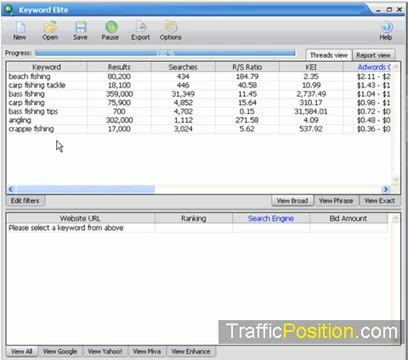 Keyword Elite
New Open Save Pause Export Options Help
Progress: 100 % Threads view Report view
Keyword Results Searches R/S Ratio KEI Adwords C
beach fishing 80,200 434 184.79 2.35 $2.11 - $2
carp fishing tackle 18,100 446 40.58 10.99 $1.43 - $1
bass fishing 359,000 31,349 11.45 2,737.49 $1.04 - $1
carp fishing 75,900 4,852 15.64 310.17 $0.98 - $1
bass fishing tips 700 4,702 0.15 31,584.01 $0.72 - $0
angling 302,000 1,112 271.58 4.09 $0.48 - $0
crappie fishing 17,000 3,024 5.62 537.92 $0.36 - $0
Edit filters View Broad View Phrase View Exact
Website URL Ranking Search Engine Bid Amount
Please select a keyword from above
TrafficPosition.com
View All View Google View Yahoo! View Miva View Enhance